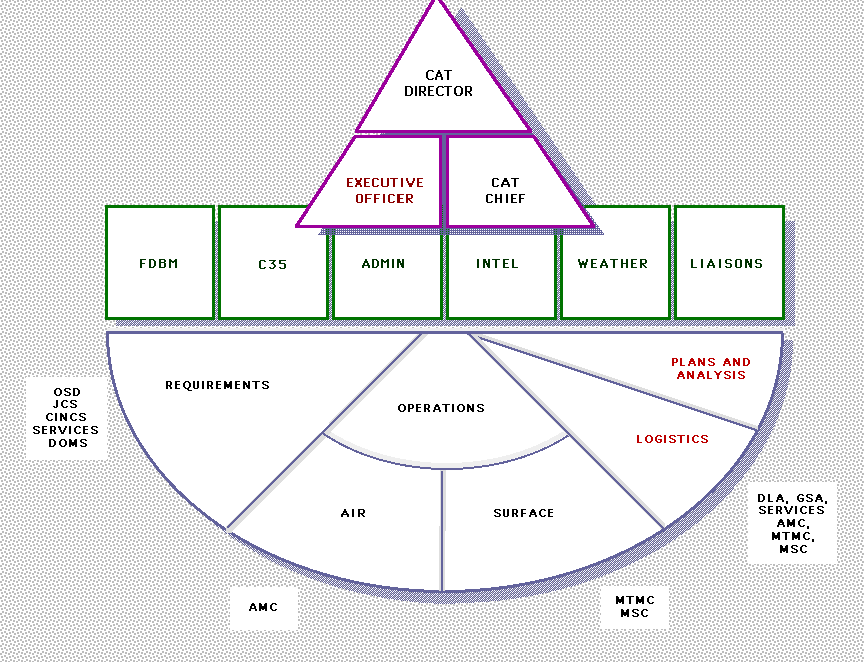 CAT
DIRECTOR
EXECUTIVE
OFFICER
CAT
CHIEF
FDBM
C35
ADMIN
INTEL
WEATHER
LIAISONS
REQUIREMENTS
OPERATIONS
PLANS AND
ANALYSIS
LOGISTICS
AIR
SURFACE
OSD
JCS
CINCS
SERVICES
DOMS
DLA, GSA,
SERVICES
AMC,
MTMC,
MSC
AMC
MTMC
MSC